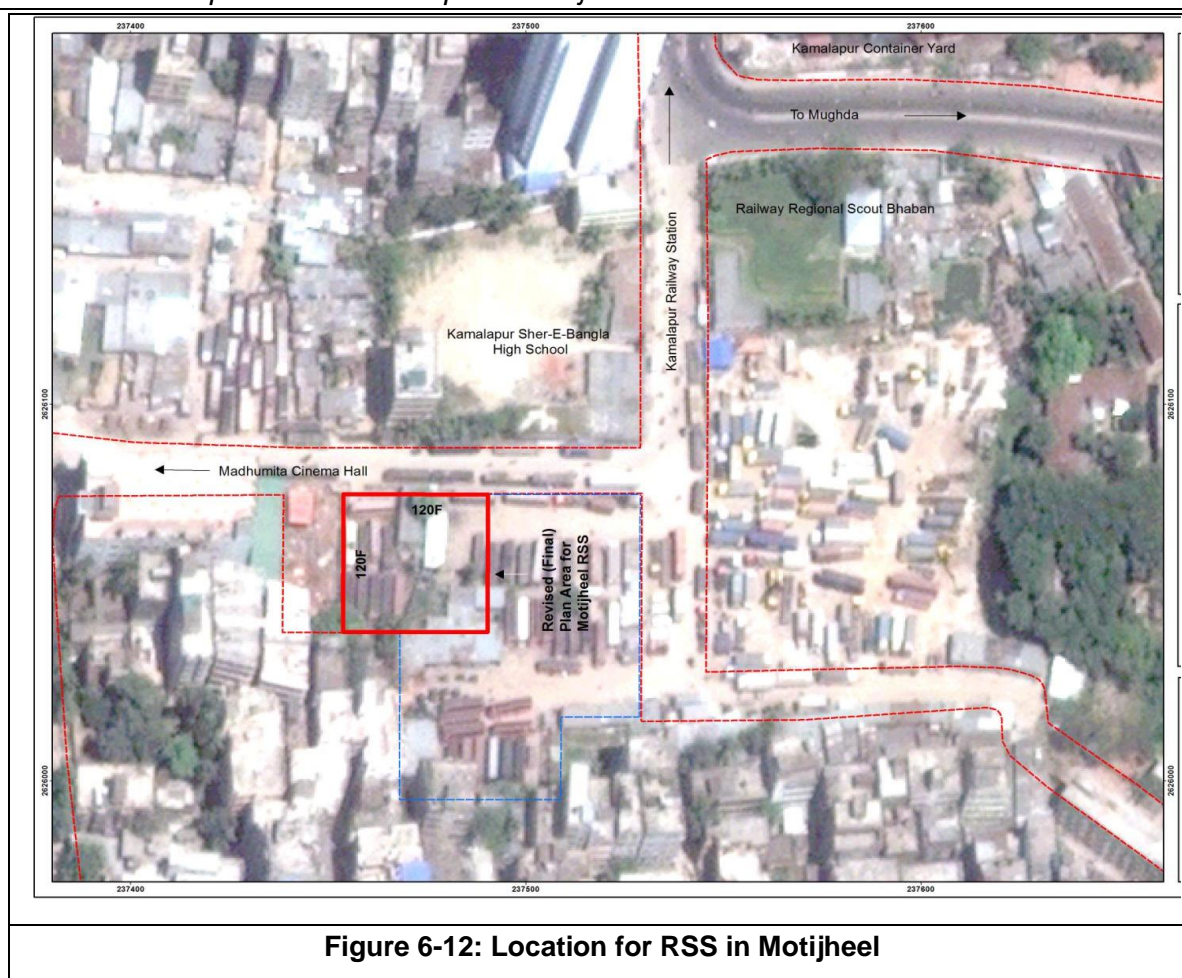 237400
237500
237600
Kamalapur Container Yard
To Mughda
Railway Regional Scout Bhaban
Kamalapur Railway Station
Kamalapur Sher-E-Bangla
High School
2626100
2626100
Madhumita Cinema Hall
120F
120F
Revised (Final)
Plan Area for
Motijheel RSS
2626000
2626000
237400
237500
237600
Figure 6-12: Location for RSS in Motijheel